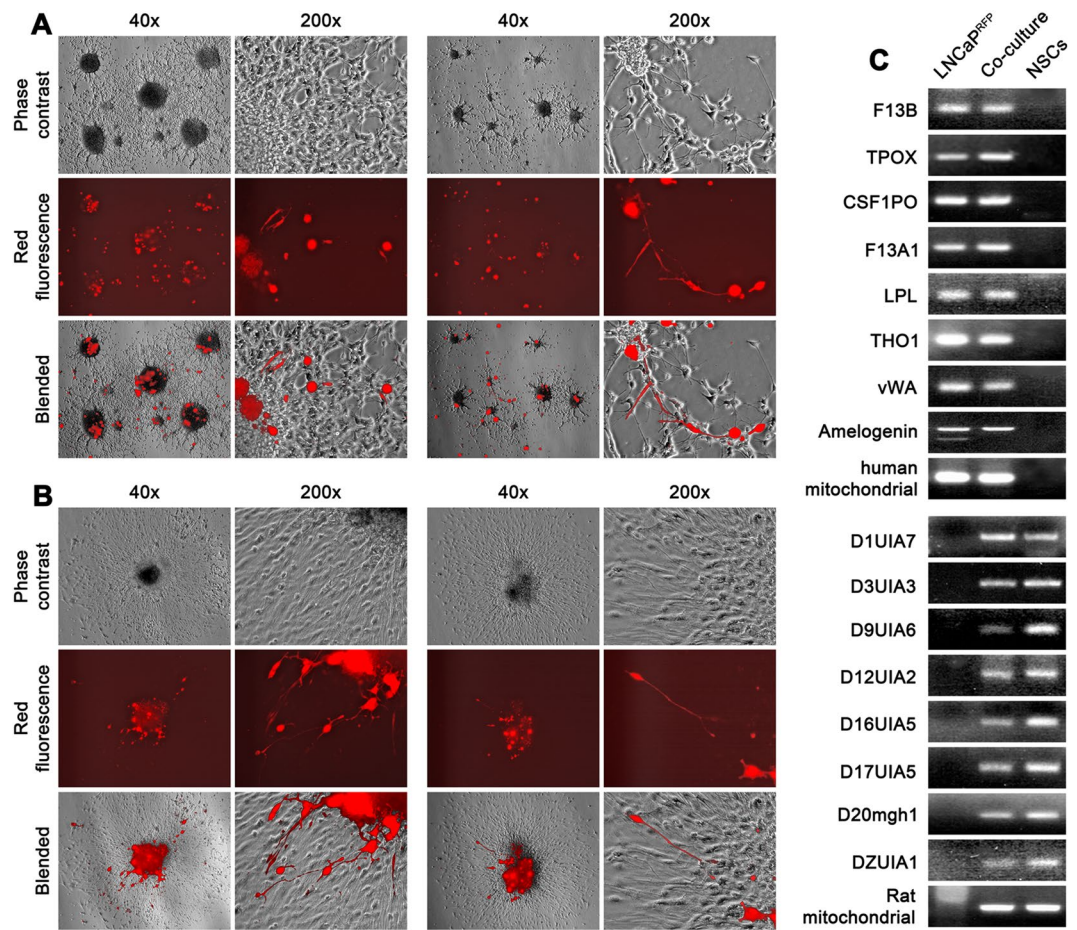 A
40x
200x
40x
200x
Phase
contrast
Red
fluorescence
Blended
B
40x
200x
40x
200x
Phase
contrast
Red
fluorescence
Blended
C
LNCaPRFP
Co-culture
NSCs
F13B
TPOX
CSF1PO
F13A1
LPL
THO1
vWA
Amelogenin
human
mitochondrial
D1UIA7
D3UIA3
D9UIA6
D12UIA2
D16UIA5
D17UIA5
D20mgh1
DZUIA1
Rat
mitochondrial